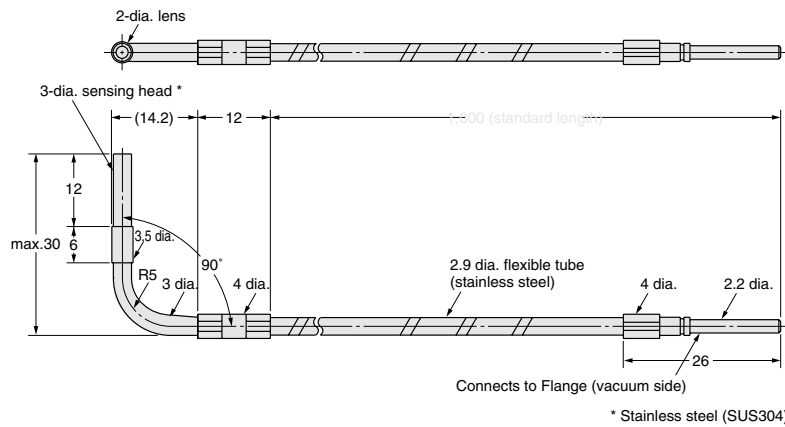 2-dia. lens
3-dia. sensing head *
(14.2)
12
1,000 (standard length)
12
max.30
6
3.5 dia.
90°
R5
3 dia.
4 dia.
2.9 dia. flexible tube
(stainless steel)
4 dia.
2.2 dia.
26
Connects to Flange (vacuum side)
* Stainless steel (SUS304)